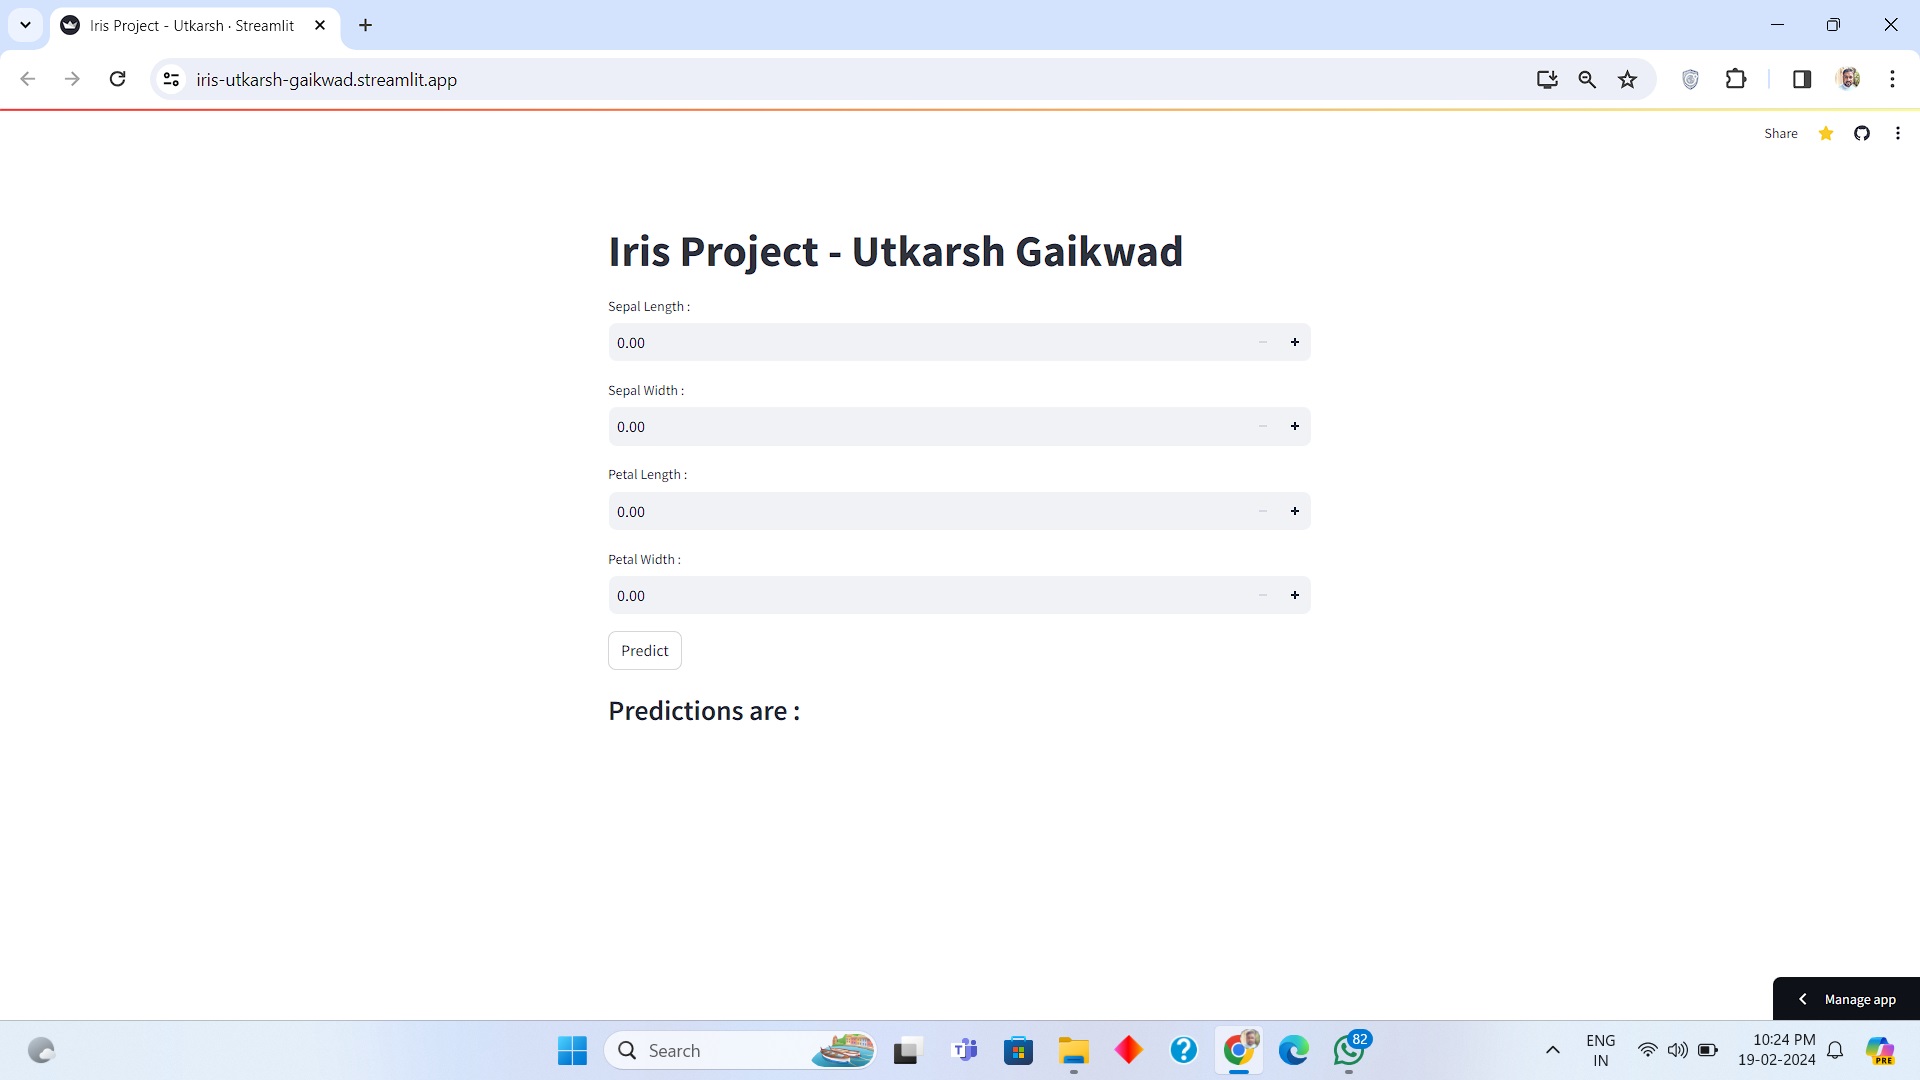 Iris Project - Utkarsh · Streamlit
iris-utkarsh-gaikwad.streamlit.app
Share
Iris Project - Utkarsh Gaikwad
Sepal Length :
0.00
Sepal Width :
0.00
Petal Length :
0.00
Petal Width :
0.00
Predict
Predictions are :
Manage app
Search
82
ENG
IN
10:24 PM
19-02-2024
PRE